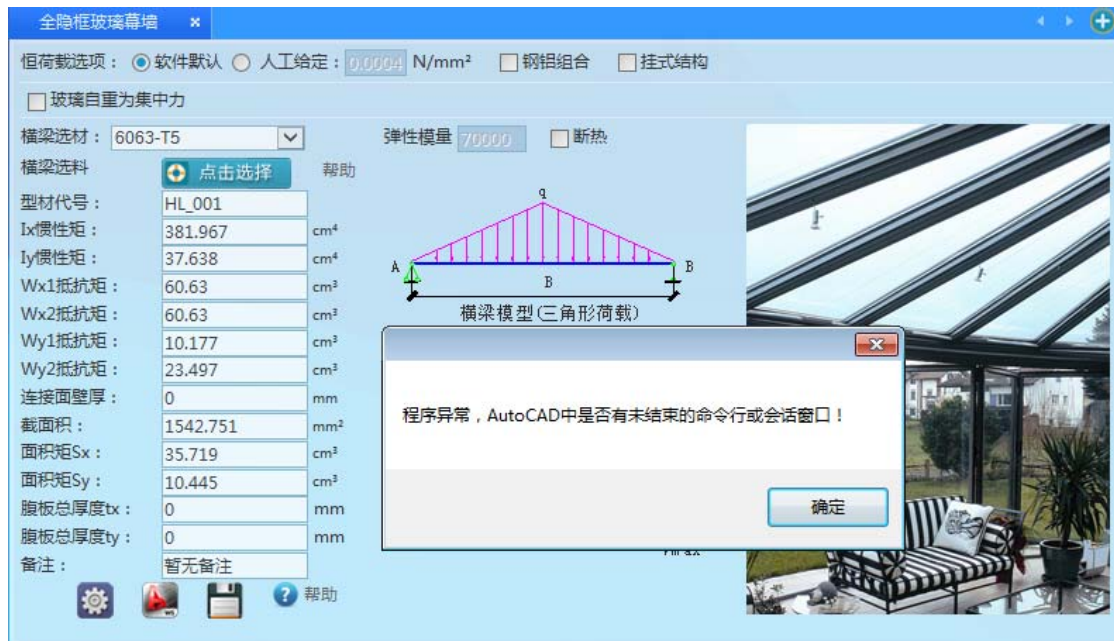 全隐框玻璃幕墙
恒荷载选项： 软件默认 人工给定： 0.0004 N/mm² 钢铝组合 挂式结构
玻璃自重为集中力
横梁选材： 6063-T5 弹性模量 70000 断热
横梁选料 点击选择 帮助
型材代号： HL_001
Ix惯性矩： 381.967 cm⁴
Iy惯性矩： 37.638 cm⁴
Wx1抵抗矩： 60.63 cm³
Wx2抵抗矩： 60.63 cm³
Wy1抵抗矩： 10.177 cm³
Wy2抵抗矩： 23.497 cm³
连接面壁厚： 0 mm
截面积： 1542.751 mm²
面积矩Sx： 35.719 cm³
面积矩Sy： 10.445 cm³
腹板总厚度tx： 0 mm
腹板总厚度ty： 0 mm
备注： 暂无备注
帮助
q
A B
B
横梁模型(三角形荷载)
程序异常，AutoCAD中是否有未结束的命令行或会话窗口！
确定